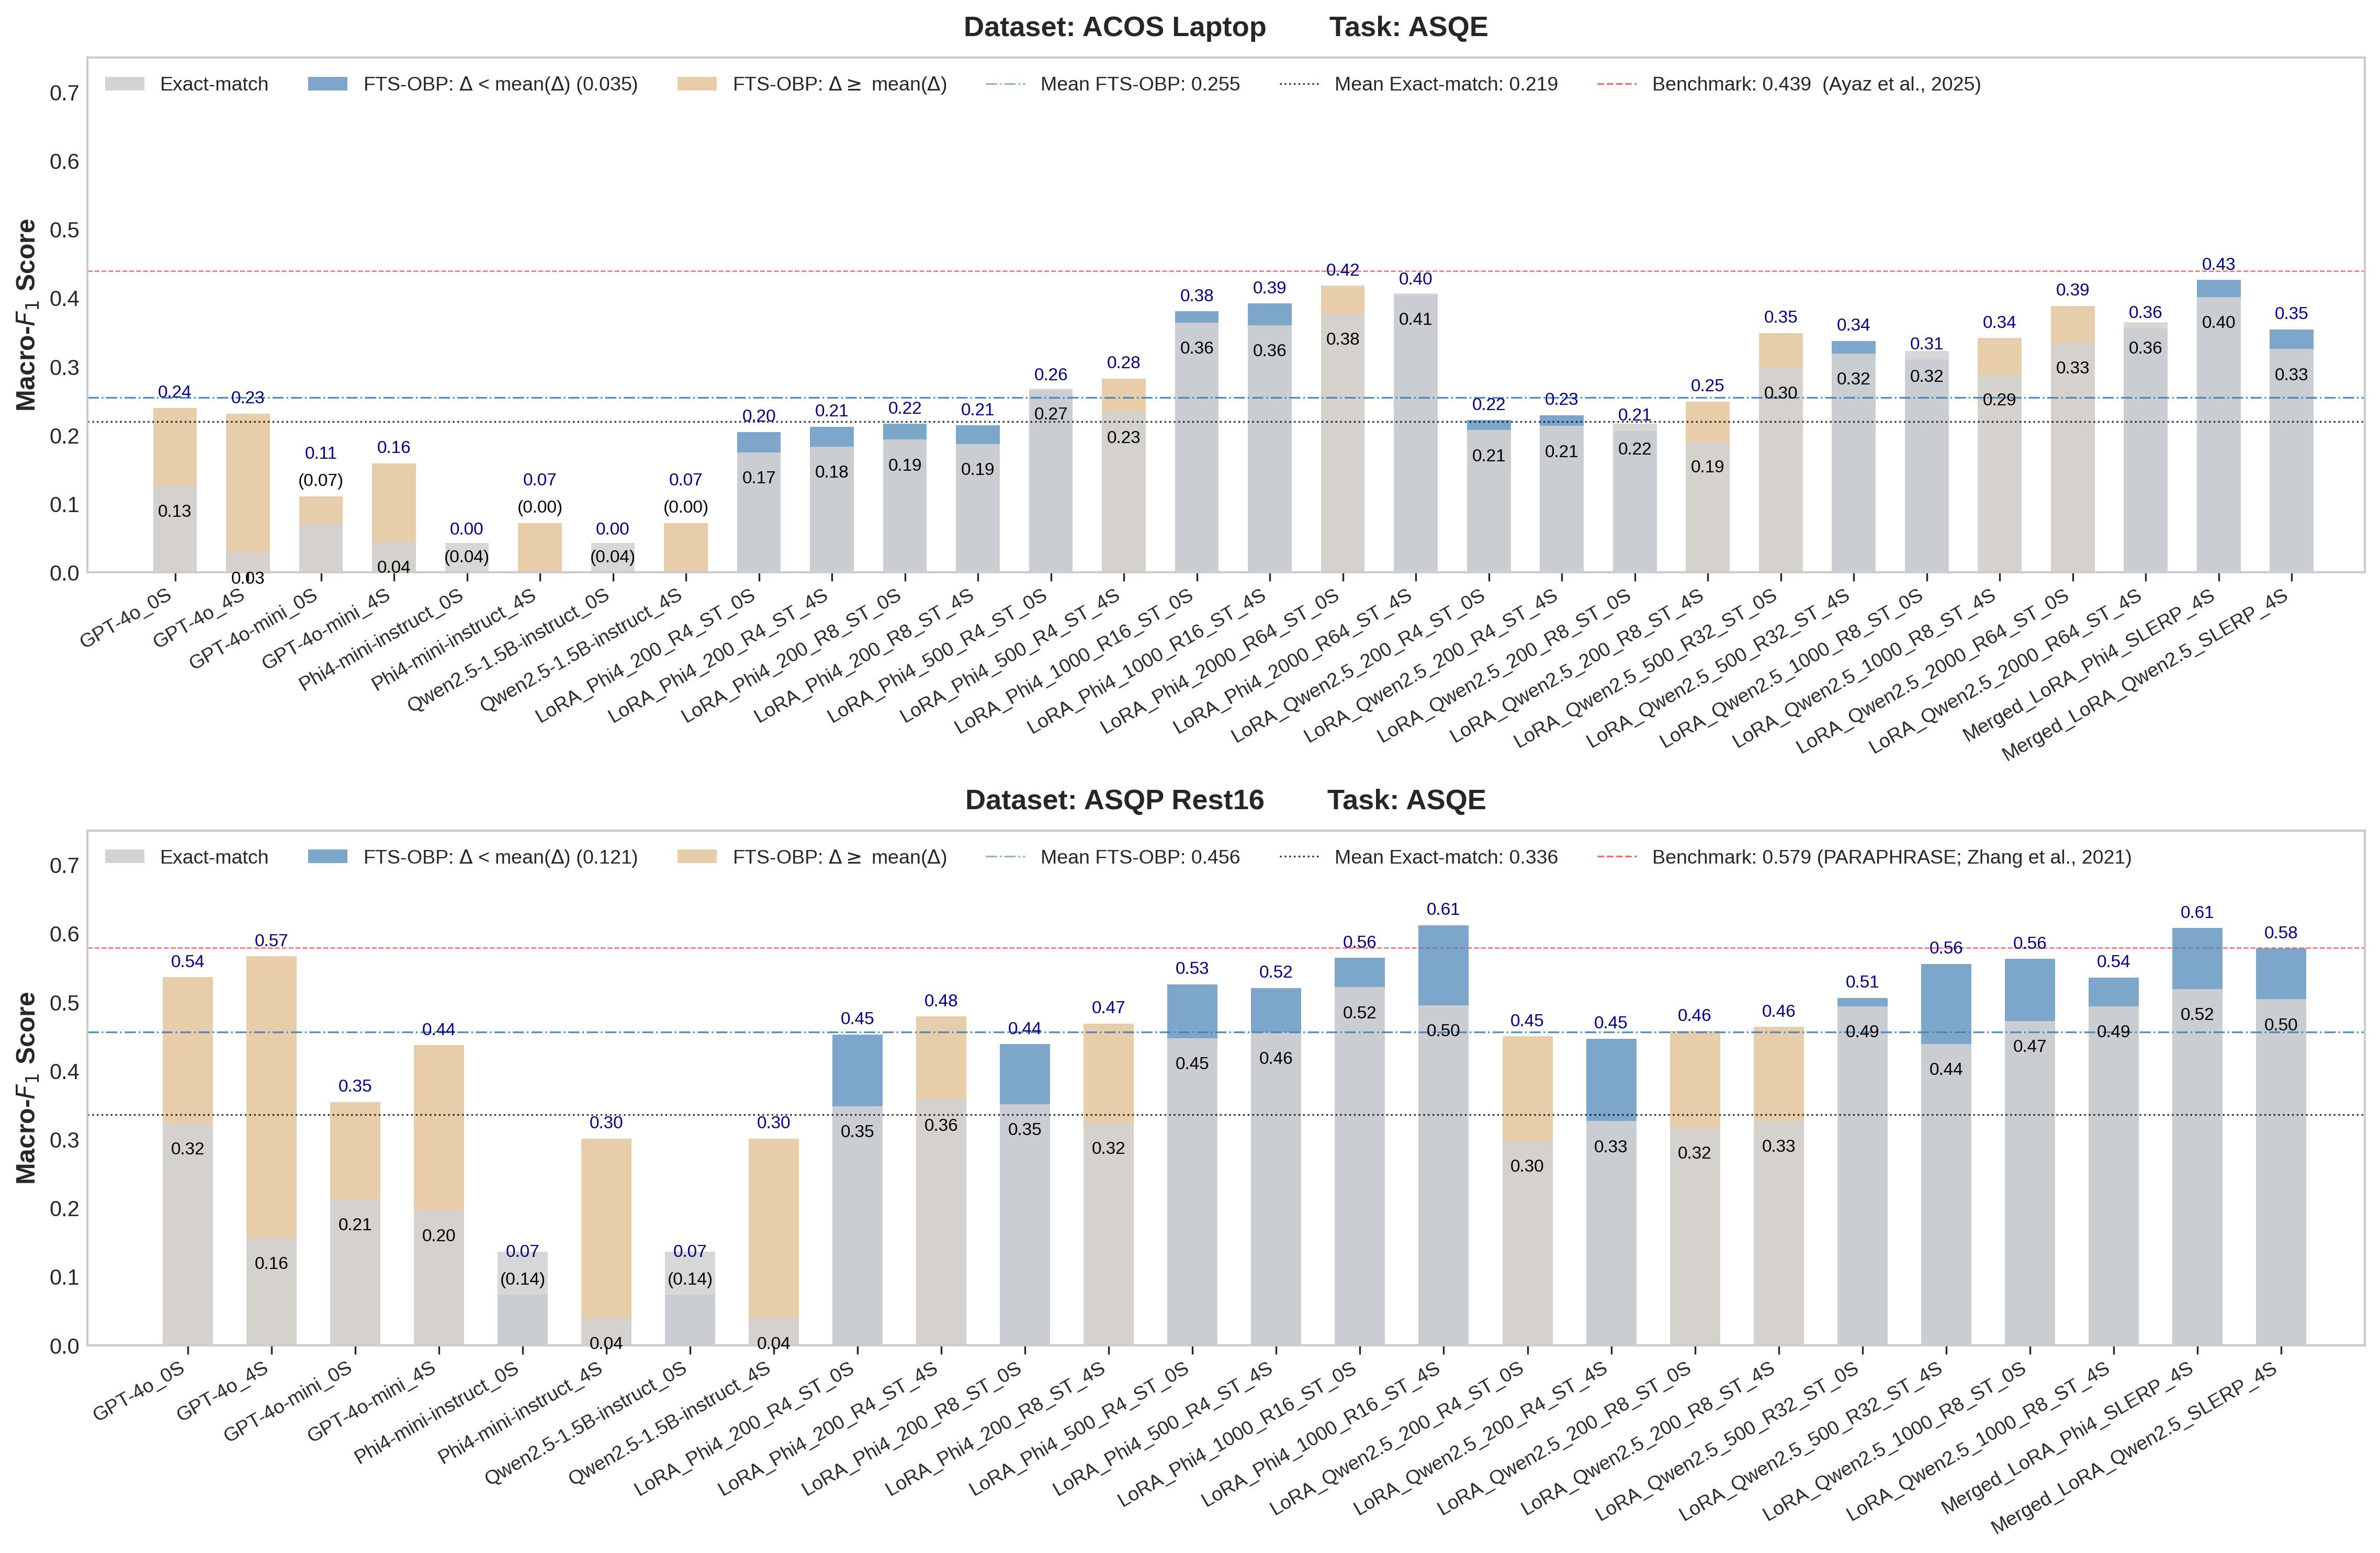 Dataset: ACOS Laptop Task: ASQE
Exact-match FTS-OBP: Δ < mean(Δ) (0.035) FTS-OBP: Δ ≥ mean(Δ) Mean FTS-OBP: 0.255 Mean Exact-match: 0.219 Benchmark: 0.439 (Ayaz et al., 2025)
Macro-F₁ Score
0.7
0.6
0.5
0.4
0.3
0.2
0.1
0.0
0.24 0.23 0.11 0.16 0.00 0.07 0.00 0.07 0.20 0.21 0.22 0.21 0.26 0.28 0.38 0.39 0.42 0.40 0.22 0.23 0.21 0.25 0.35 0.34 0.31 0.34 0.39 0.36 0.43 0.35
0.13 0.03 (0.07) 0.04 (0.04) (0.00) (0.04) (0.00) 0.17 0.18 0.19 0.19 0.27 0.23 0.36 0.36 0.38 0.41 0.21 0.21 0.22 0.19 0.30 0.32 0.32 0.29 0.33 0.36 0.40 0.33
GPT-4o_0S
GPT-4o_4S
GPT-4o-mini_0S
GPT-4o-mini_4S
Phi4-mini-instruct_0S
Phi4-mini-instruct_4S
Qwen2.5-1.5B-instruct_0S
Qwen2.5-1.5B-instruct_4S
LoRA_Phi4_200_R4_ST_0S
LoRA_Phi4_200_R4_ST_4S
LoRA_Phi4_200_R8_ST_0S
LoRA_Phi4_200_R8_ST_4S
LoRA_Phi4_500_R4_ST_0S
LoRA_Phi4_500_R4_ST_4S
LoRA_Phi4_1000_R16_ST_0S
LoRA_Phi4_1000_R16_ST_4S
LoRA_Phi4_2000_R64_ST_0S
LoRA_Phi4_2000_R64_ST_4S
LoRA_Qwen2.5_200_R4_ST_0S
LoRA_Qwen2.5_200_R4_ST_4S
LoRA_Qwen2.5_200_R8_ST_0S
LoRA_Qwen2.5_200_R8_ST_4S
LoRA_Qwen2.5_500_R32_ST_0S
LoRA_Qwen2.5_500_R32_ST_4S
LoRA_Qwen2.5_1000_R8_ST_0S
LoRA_Qwen2.5_1000_R8_ST_4S
LoRA_Qwen2.5_2000_R64_ST_0S
LoRA_Qwen2.5_2000_R64_ST_4S
Merged_LoRA_Phi4_SLERP_4S
Merged_LoRA_Qwen2.5_SLERP_4S
Dataset: ASQP Rest16 Task: ASQE
Exact-match FTS-OBP: Δ < mean(Δ) (0.121) FTS-OBP: Δ ≥ mean(Δ) Mean FTS-OBP: 0.456 Mean Exact-match: 0.336 Benchmark: 0.579 (PARAPHRASE; Zhang et al., 2021)
Macro-F₁ Score
0.7
0.6
0.5
0.4
0.3
0.2
0.1
0.0
0.54 0.57 0.35 0.44 0.07 0.30 0.07 0.30 0.45 0.48 0.44 0.47 0.53 0.52 0.56 0.61 0.45 0.45 0.46 0.46 0.51 0.56 0.56 0.54 0.61 0.58
0.32 0.16 0.21 0.20 (0.14) 0.04 (0.14) 0.04 0.35 0.36 0.35 0.32 0.45 0.46 0.52 0.50 0.30 0.33 0.32 0.33 0.49 0.44 0.47 0.49 0.52 0.50
GPT-4o_0S
GPT-4o_4S
GPT-4o-mini_0S
GPT-4o-mini_4S
Phi4-mini-instruct_0S
Phi4-mini-instruct_4S
Qwen2.5-1.5B-instruct_0S
Qwen2.5-1.5B-instruct_4S
LoRA_Phi4_200_R4_ST_0S
LoRA_Phi4_200_R4_ST_4S
LoRA_Phi4_200_R8_ST_0S
LoRA_Phi4_200_R8_ST_4S
LoRA_Phi4_500_R4_ST_0S
LoRA_Phi4_500_R4_ST_4S
LoRA_Phi4_1000_R16_ST_0S
LoRA_Phi4_1000_R16_ST_4S
LoRA_Qwen2.5_200_R4_ST_0S
LoRA_Qwen2.5_200_R4_ST_4S
LoRA_Qwen2.5_200_R8_ST_0S
LoRA_Qwen2.5_200_R8_ST_4S
LoRA_Qwen2.5_500_R32_ST_0S
LoRA_Qwen2.5_500_R32_ST_4S
LoRA_Qwen2.5_1000_R8_ST_0S
LoRA_Qwen2.5_1000_R8_ST_4S
Merged_LoRA_Phi4_SLERP_4S
Merged_LoRA_Qwen2.5_SLERP_4S